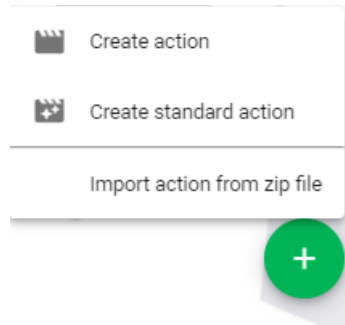 Create action
Create standard action
Import action from zip file